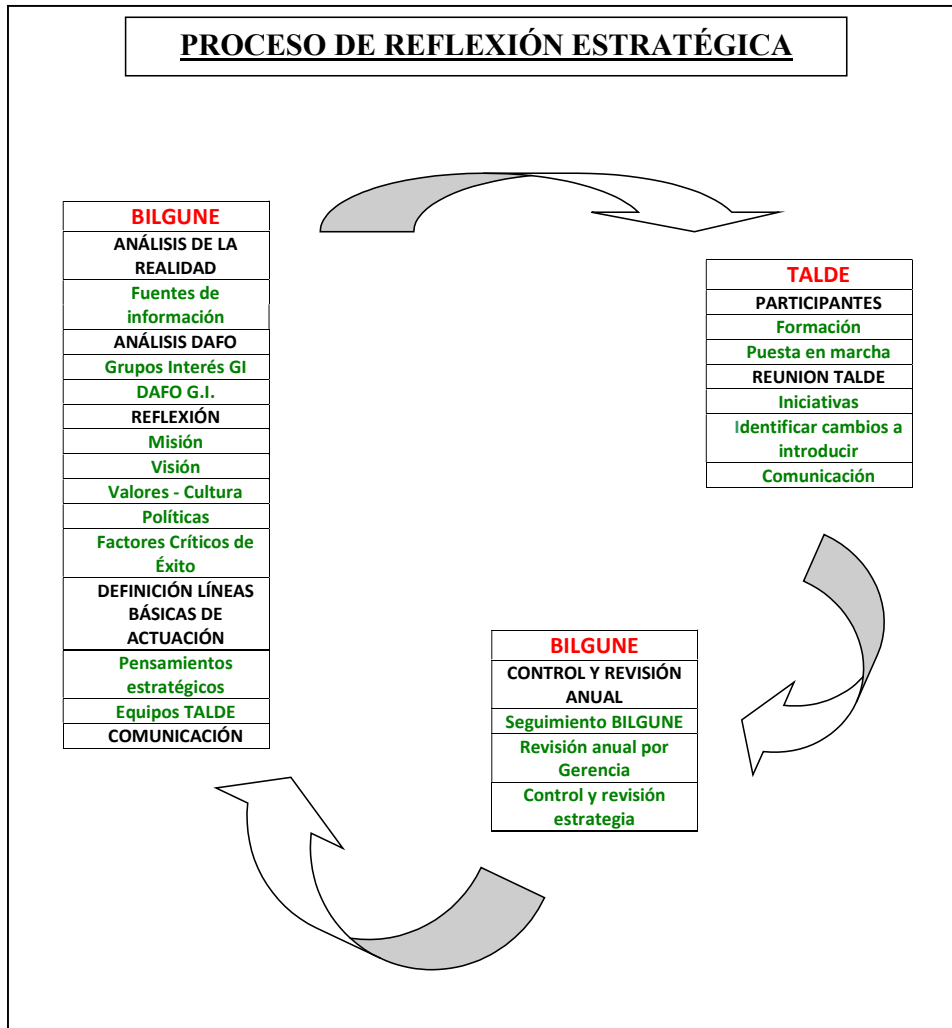 PROCESO DE REFLEXIÓN ESTRATÉGICA
BILGUNE
ANÁLISIS DE LA
REALIDAD
Fuentes de
información
ANÁLISIS DAFO
Grupos Interés GI
DAFO G.I.
REFLEXIÓN
Misión
Visión
Valores - Cultura
Políticas
Factores Críticos de
Éxito
DEFINICIÓN LÍNEAS
BÁSICAS DE
ACTUACIÓN
Pensamientos
estratégicos
Equipos TALDE
COMUNICACIÓN
TALDE
PARTICIPANTES
Formación
Puesta en marcha
REUNION TALDE
Iniciativas
Identificar cambios a
introducir
Comunicación
BILGUNE
CONTROL Y REVISIÓN
ANUAL
Seguimiento BILGUNE
Revisión anual por
Gerencia
Control y revisión
estrategia